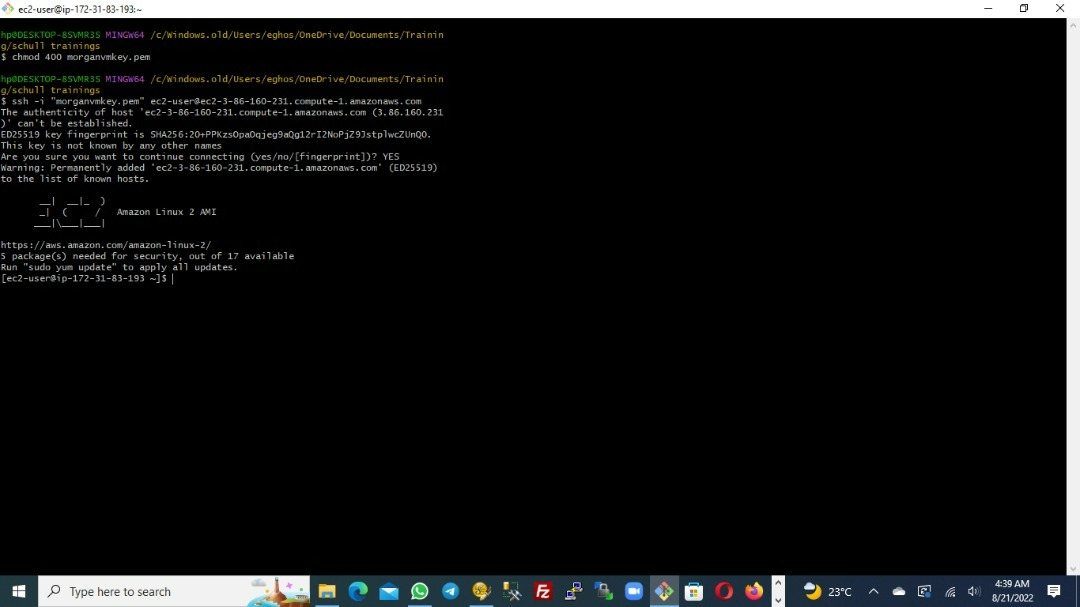 ec2-user@ip-172-31-83-193:~
hp@DESKTOP-8SVMR3S MINGW64 /c/Windows.old/Users/eghos/OneDrive/Documents/Trainin
g/schull trainings
$ chmod 400 morganvmkey.pem
hp@DESKTOP-8SVMR3S MINGW64 /c/Windows.old/Users/eghos/OneDrive/Documents/Trainin
g/schull trainings
$ ssh -i "morganvmkey.pem" ec2-user@ec2-3-86-160-231.compute-1.amazonaws.com
The authenticity of host 'ec2-3-86-160-231.compute-1.amazonaws.com (3.86.160.231
)' can't be established.
ED25519 key fingerprint is
This key is not known by any other names
Are you sure you want to continue connecting (yes/no/[fingerprint])? YES
Warning: Permanently added 'ec2-3-86-160-231.compute-1.amazonaws.com' (ED25519)
to the list of known hosts.
__|  __|_  )
_|  (     /   Amazon Linux 2 AMI
___|\___|___|
https://aws.amazon.com/amazon-linux-2/
5 package(s) needed for security, out of 17 available
Run "sudo yum update" to apply all updates.
[ec2-user@ip-172-31-83-193 ~]$
Type here to search
Fz
23°C
4:39 AM
8/21/2022